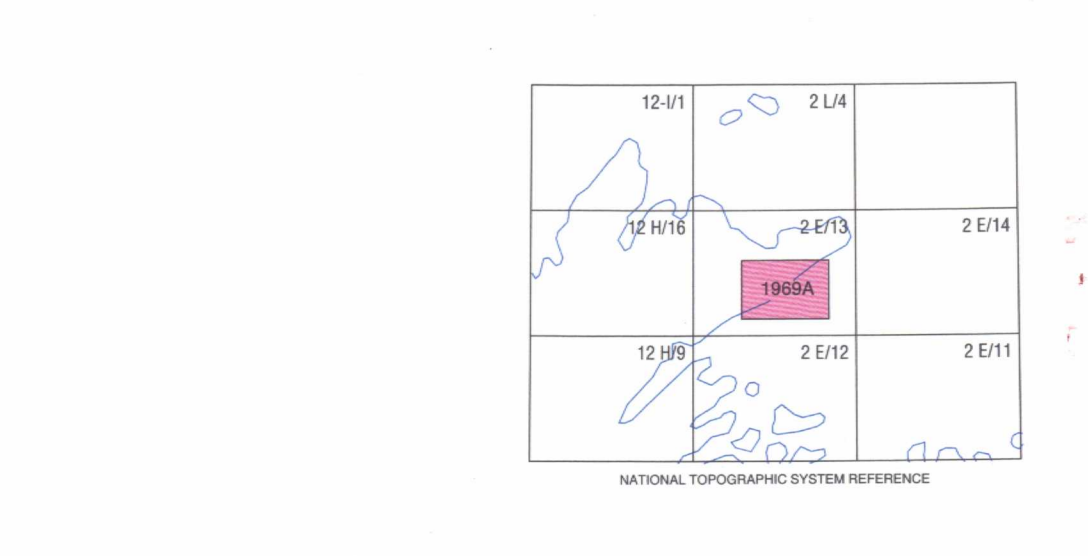 12-I/1 2 L/4
12 H/16 2 E/13 2 E/14
1969A
12 H/9 2 E/12 2 E/11
NATIONAL TOPOGRAPHIC SYSTEM REFERENCE